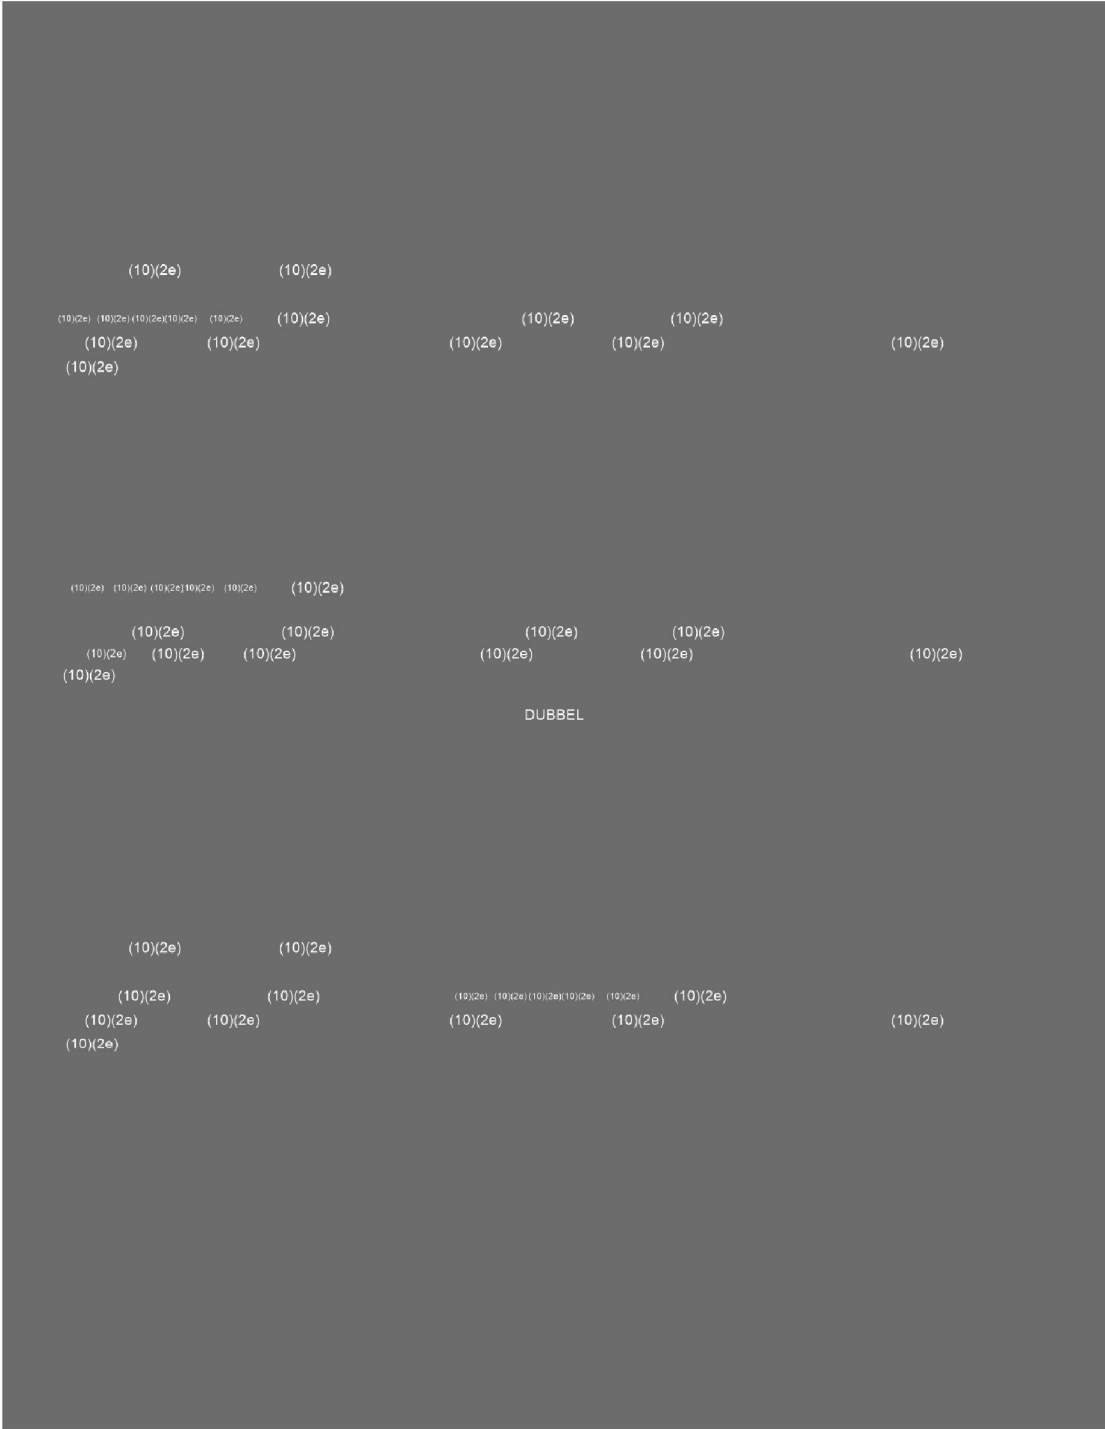 (10)(2e) (10)(2e)
(10)(2e) (10)(2e) (10)(2e)(10)(2e) (10)(2e) (10)(2e) (10)(2e) (10)(2e)
(10)(2e) (10)(2e) (10)(2e) (10)(2e) (10)(2e)
(10)(2e)
(10)(2e) (10)(2e) (10)(2e)(10)(2e) (10)(2e) (10)(2e)
(10)(2e) (10)(2e) (10)(2e) (10)(2e)
(10)(2e) (10)(2e) (10)(2e) (10)(2e) (10)(2e) (10)(2e)
(10)(2e)
DUBBEL
(10)(2e) (10)(2e)
(10)(2e) (10)(2e) (10)(2e) (10)(2e) (10)(2e)(10)(2e) (10)(2e) (10)(2e)
(10)(2e) (10)(2e) (10)(2e) (10)(2e) (10)(2e)
(10)(2e)